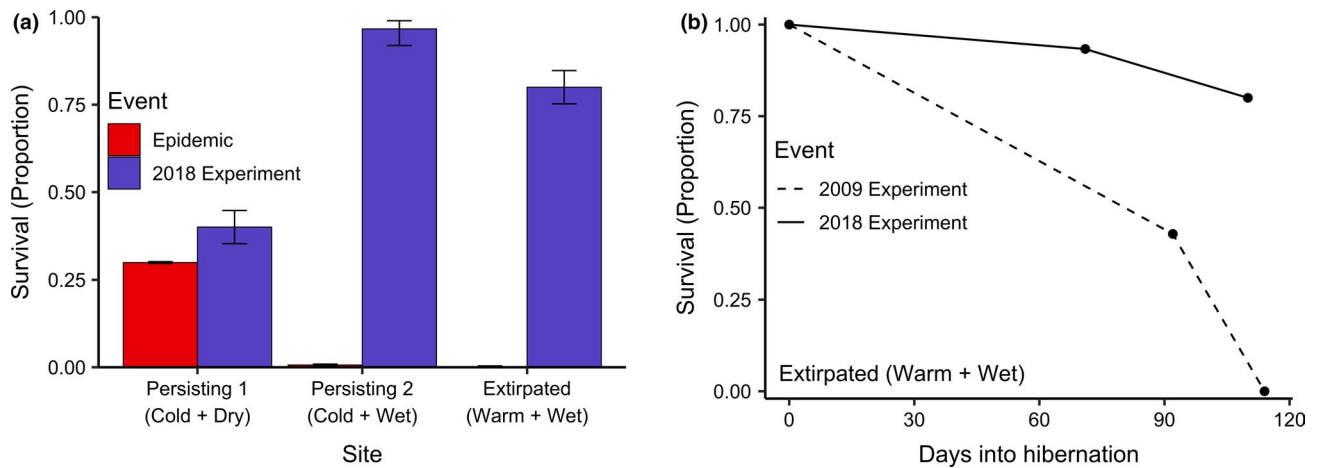 (a)
Survival (Proportion)
1.00
0.75
0.50
0.25
0.00
Event
Epidemic
2018 Experiment
Persisting 1
(Cold + Dry)
Persisting 2
(Cold + Wet)
Extirpated
(Warm + Wet)
Site
(b)
Survival (Proportion)
1.00
0.75
0.50
0.25
0.00
Event
2009 Experiment
2018 Experiment
Extirpated (Warm + Wet)
0 30 60 90 120
Days into hibernation